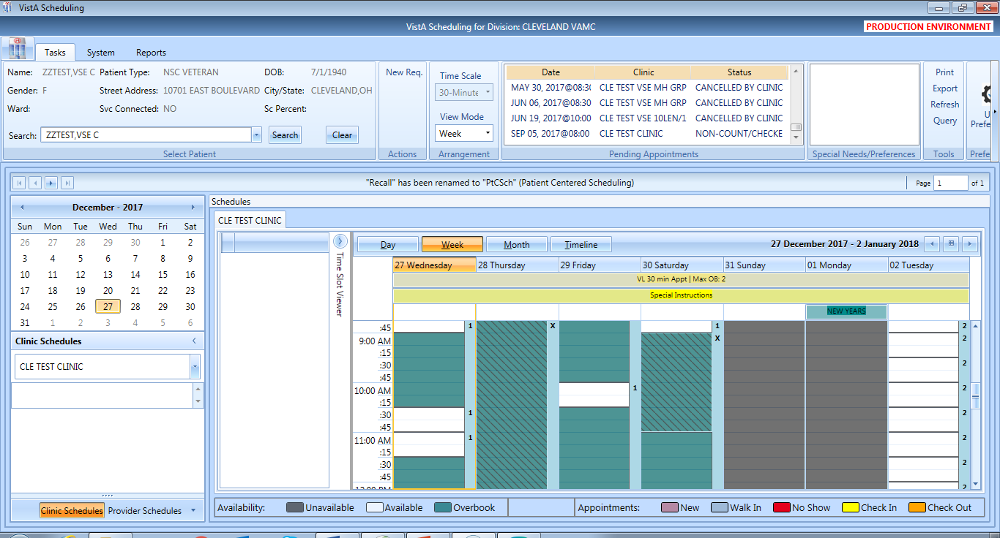 VistA Scheduling
VistA Scheduling for Division: CLEVELAND VAMC
PRODUCTION ENVIRONMENT
Tasks System Reports
Name: ZZTEST,VSE C Patient Type: NSC VETERAN DOB: 7/1/1940
Gender: F Street Address: 10701 EAST BOULEVARD City/State: CLEVELAND,OH
Ward: Svc Connected: NO Sc Percent:
Search: ZZTEST,VSE C Search Clear
Select Patient
New Req.
Actions
Time Scale
30-Minute
View Mode
Week
Arrangement
Date Clinic Status
MAY 30, 2017@08:30 CLE TEST VSE MH GRP CANCELLED BY CLINIC
JUN 06, 2017@08:30 CLE TEST VSE MH GRP CANCELLED BY CLINIC
JUN 19, 2017@10:00 CLE TEST VSE 10LEN/1 CANCELLED BY CLINIC
SEP 05, 2017@08:00 CLE TEST CLINIC NON-COUNT/CHECKE
Pending Appointments
Special Needs/Preferences
Print
Export
Refresh
Query
Tools
U
Prefe
Prefe
"Recall" has been renamed to "PtCSch" (Patient Centered Scheduling)
Page 1 of 1
December - 2017
Sun Mon Tue Wed Thu Fri Sat
26 27 28 29 30 1 2
3 4 5 6 7 8 9
10 11 12 13 14 15 16
17 18 19 20 21 22 23
24 25 26 27 28 29 30
31 1 2 3 4 5 6
Clinic Schedules
CLE TEST CLINIC
Clinic Schedules Provider Schedules
Schedules
CLE TEST CLINIC
Time Slot Viewer
Day Week Month Timeline
27 December 2017 - 2 January 2018
27 Wednesday 28 Thursday 29 Friday 30 Saturday 31 Sunday 01 Monday 02 Tuesday
VL 30 min Appt | Max OB: 2
Special Instructions
NEW YEARS
:45 1 X 1 2
9:00 AM X 2
:15
:30 2
:45
10:00 AM 1 2
:15
:30 1 2
:45
11:00 AM 1 2
:15
:30 2
:45
12:00 PM 2
Availability: Unavailable Available Overbook
Appointments: New Walk In No Show Check In Check Out